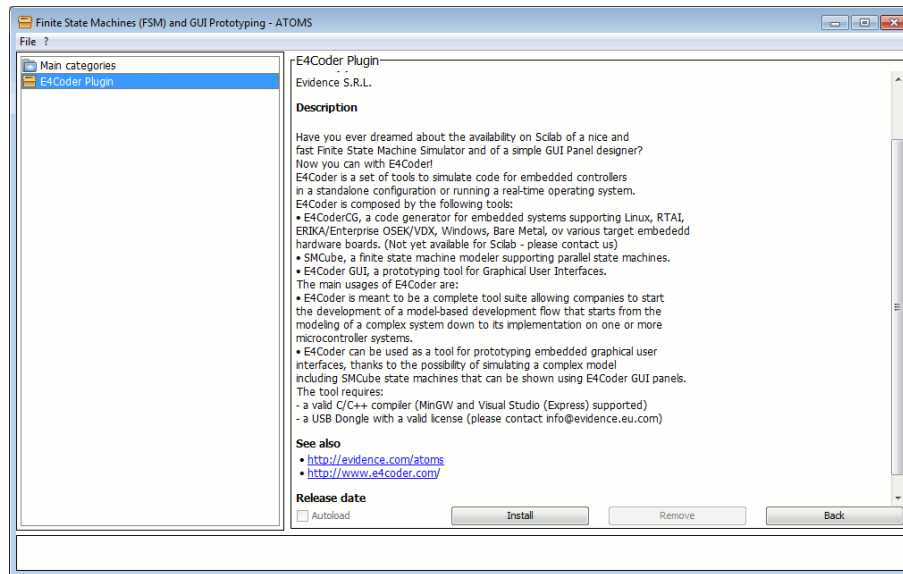 Finite State Machines (FSM) and GUI Prototyping - ATOMS
File ?
Main categories
E4Coder Plugin
E4Coder Plugin
Evidence S.R.L.
Description
Have you ever dreamed about the availability on Scilab of a nice and
fast Finite State Machine Simulator and of a simple GUI Panel designer?
Now you can with E4Coder!
E4Coder is a set of tools to simulate code for embedded controllers
in a standalone configuration or running a real-time operating system.
E4Coder is composed by the following tools:
• E4CoderCG, a code generator for embedded systems supporting Linux, RTAI,
ERIKA/Enterprise OSEK/VDX, Windows, Bare Metal, ov various target embededd
hardware boards. (Not yet available for Scilab - please contact us)
• SMCube, a finite state machine modeler supporting parallel state machines.
• E4Coder GUI, a prototyping tool for Graphical User Interfaces.
The main usages of E4Coder are:
• E4Coder is meant to be a complete tool suite allowing companies to start
the development of a model-based development flow that starts from the
modeling of a complex system down to its implementation on one or more
microcontroller systems.
• E4Coder can be used as a tool for prototyping embedded graphical user
interfaces, thanks to the possibility of simulating a complex model
including SMCube state machines that can be shown using E4Coder GUI panels.
The tool requires:
- a valid C/C++ compiler (MinGW and Visual Studio (Express) supported)
- a USB Dongle with a valid license (please contact info@evidence.eu.com)
See also
• http://evidence.com/atoms
• http://www.e4coder.com/
Release date
Autoload
Install
Remove
Back